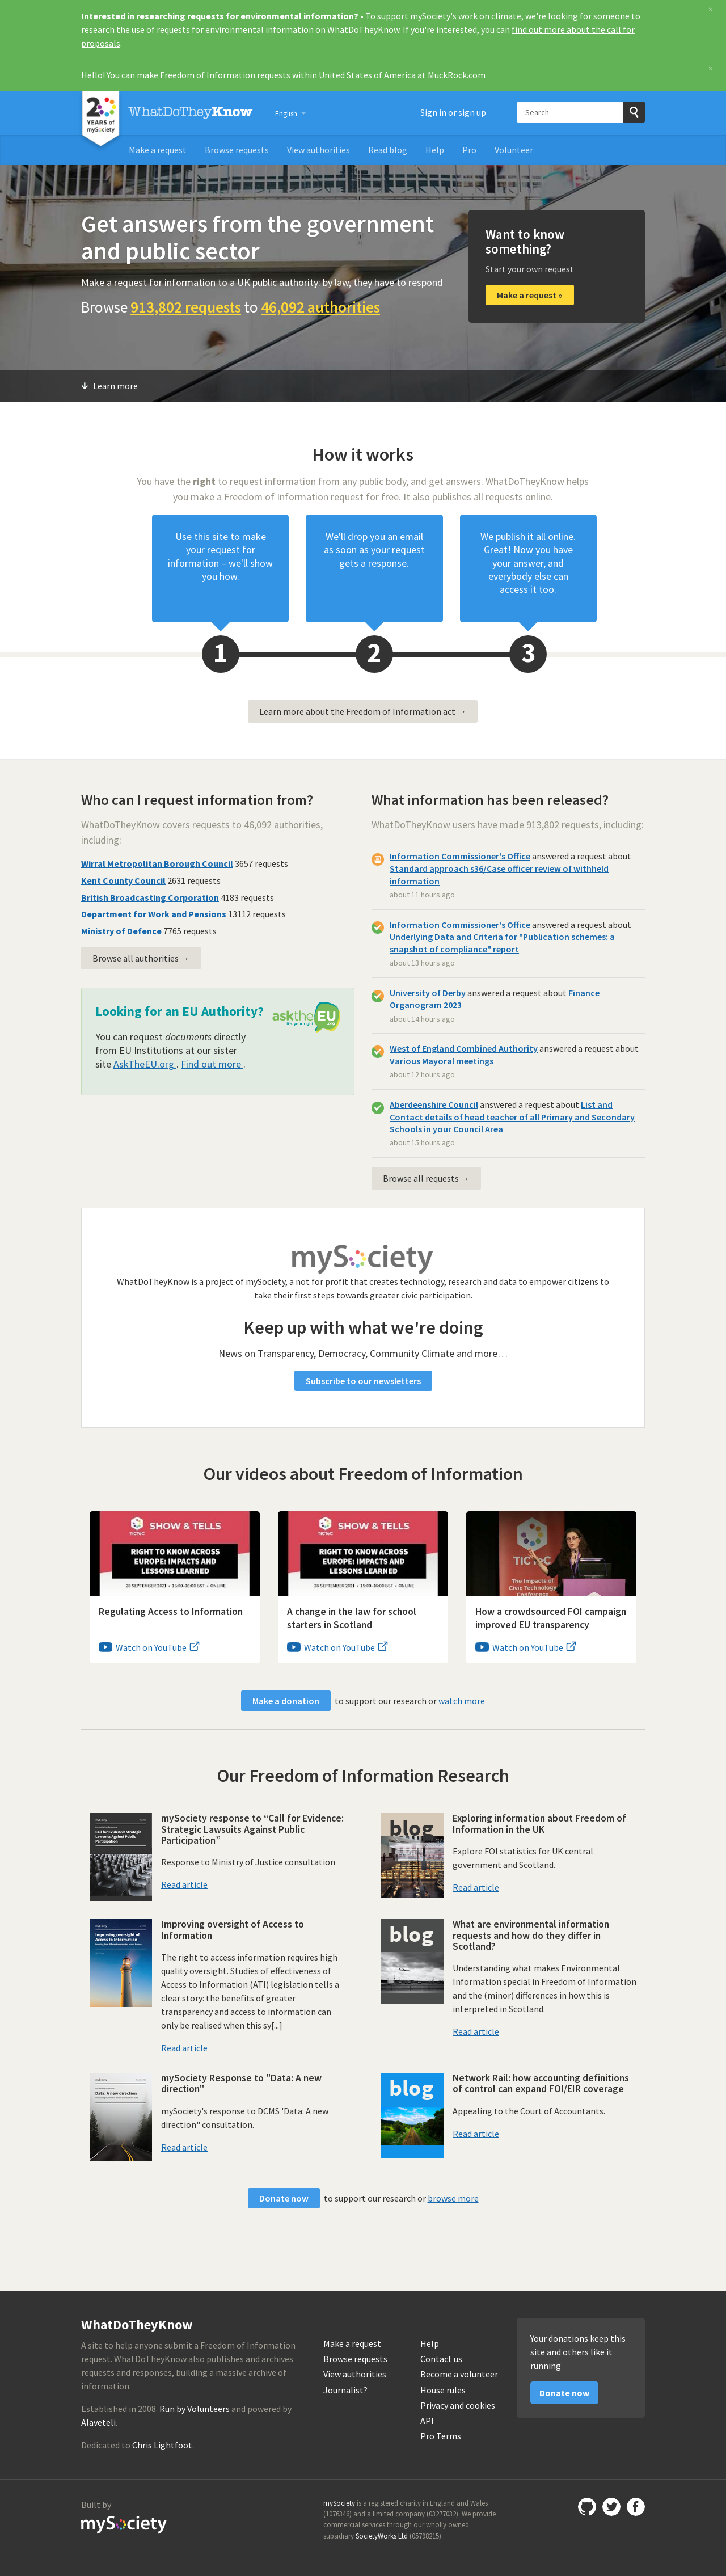 Interested in researching requests for environmental information? - To support mySociety's work on climate, we're looking for someone to
research the use of requests for environmental information on WhatDoTheyKnow. If you're interested, you can find out more about the call for
proposals.
×
Hello! You can make Freedom of Information requests within United States of America at MuckRock.com
×
20
YEARS of
mySociety
WhatDoTheyKnow
English
Sign in or sign up
Search
Make a request
Browse requests
View authorities
Read blog
Help
Pro
Volunteer
Get answers from the government
and public sector
Make a request for information to a UK public authority: by law, they have to respond
Browse 913,802 requests to 46,092 authorities
Want to know
something?
Start your own request
Make a request »
Learn more
How it works
You have the right to request information from any public body, and get answers. WhatDoTheyKnow helps
you make a Freedom of Information request for free. It also publishes all requests online.
Use this site to make
your request for
information – we'll show
you how.
We'll drop you an email
as soon as your request
gets a response.
We publish it all online.
Great! Now you have
your answer, and
everybody else can
access it too.
1
2
3
Learn more about the Freedom of Information act →
Who can I request information from?
WhatDoTheyKnow covers requests to 46,092 authorities,
including:
Wirral Metropolitan Borough Council 3657 requests
Kent County Council 2631 requests
British Broadcasting Corporation 4183 requests
Department for Work and Pensions 13112 requests
Ministry of Defence 7765 requests
Browse all authorities →
Looking for an EU Authority?
asktheEU
it's your right .org
You can request documents directly
from EU Institutions at our sister
site AskTheEU.org . Find out more .
What information has been released?
WhatDoTheyKnow users have made 913,802 requests, including:
Information Commissioner's Office answered a request about
Standard approach s36/Case officer review of withheld
information
about 11 hours ago
Information Commissioner's Office answered a request about
Underlying Data and Criteria for "Publication schemes: a
snapshot of compliance" report
about 13 hours ago
University of Derby answered a request about Finance
Organogram 2023
about 14 hours ago
West of England Combined Authority answered a request about
Various Mayoral meetings
about 12 hours ago
Aberdeenshire Council answered a request about List and
Contact details of head teacher of all Primary and Secondary
Schools in your Council Area
about 15 hours ago
Browse all requests →
mySociety
WhatDoTheyKnow is a project of mySociety, a not for profit that creates technology, research and data to empower citizens to
take their first steps towards greater civic participation.
Keep up with what we're doing
News on Transparency, Democracy, Community Climate and more…
Subscribe to our newsletters
Our videos about Freedom of Information
TICTeC
SHOW & TELLS
RIGHT TO KNOW ACROSS
EUROPE: IMPACTS AND
LESSONS LEARNED
28 SEPTEMBER 2021 • 15:00-16:00 BST • ONLINE
Regulating Access to Information
Watch on YouTube
TICTeC
SHOW & TELLS
RIGHT TO KNOW ACROSS
EUROPE: IMPACTS AND
LESSONS LEARNED
28 SEPTEMBER 2021 • 15:00-16:00 BST • ONLINE
A change in the law for school
starters in Scotland
Watch on YouTube
TICTeC
The Impacts of
Civic Technology
Conference
How a crowdsourced FOI campaign
improved EU transparency
Watch on YouTube
Make a donation to support our research or watch more
Our Freedom of Information Research
Call for Evidence: Strategic
Lawsuits Against Public
Participation
mySociety response to “Call for Evidence:
Strategic Lawsuits Against Public
Participation”
Response to Ministry of Justice consultation
Read article
blog
Exploring information about Freedom of
Information in the UK
Explore FOI statistics for UK central
government and Scotland.
Read article
Improving oversight of
Access to Information
Improving oversight of Access to
Information
The right to access information requires high
quality oversight. Studies of effectiveness of
Access to Information (ATI) legislation tells a
clear story: the benefits of greater
transparency and access to information can
only be realised when this sy[...]
Read article
blog
What are environmental information
requests and how do they differ in
Scotland?
Understanding what makes Environmental
Information special in Freedom of Information
and the (minor) differences in how this is
interpreted in Scotland.
Read article
Data: A new direction
mySociety Response to "Data: A new
direction"
mySociety's response to DCMS 'Data: A new
direction" consultation.
Read article
blog
Network Rail: how accounting definitions
of control can expand FOI/EIR coverage
Appealing to the Court of Accountants.
Read article
Donate now to support our research or browse more
WhatDoTheyKnow
A site to help anyone submit a Freedom of Information
request. WhatDoTheyKnow also publishes and archives
requests and responses, building a massive archive of
information.
Established in 2008. Run by Volunteers and powered by
Alaveteli.
Dedicated to Chris Lightfoot.
Make a request
Browse requests
View authorities
Journalist?
Help
Contact us
Become a volunteer
House rules
Privacy and cookies
API
Pro Terms
Your donations keep this
site and others like it
running
Donate now
Built by
mySociety
mySociety is a registered charity in England and Wales
(1076346) and a limited company (03277032). We provide
commercial services through our wholly owned
subsidiary SocietyWorks Ltd (05798215).